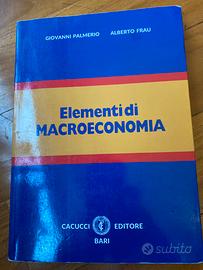 GIOVANNI PALMERIO ALBERTO FRAU
Elementi di
MACROECONOMIA
CACUCCI EDITORE
BARI
subito